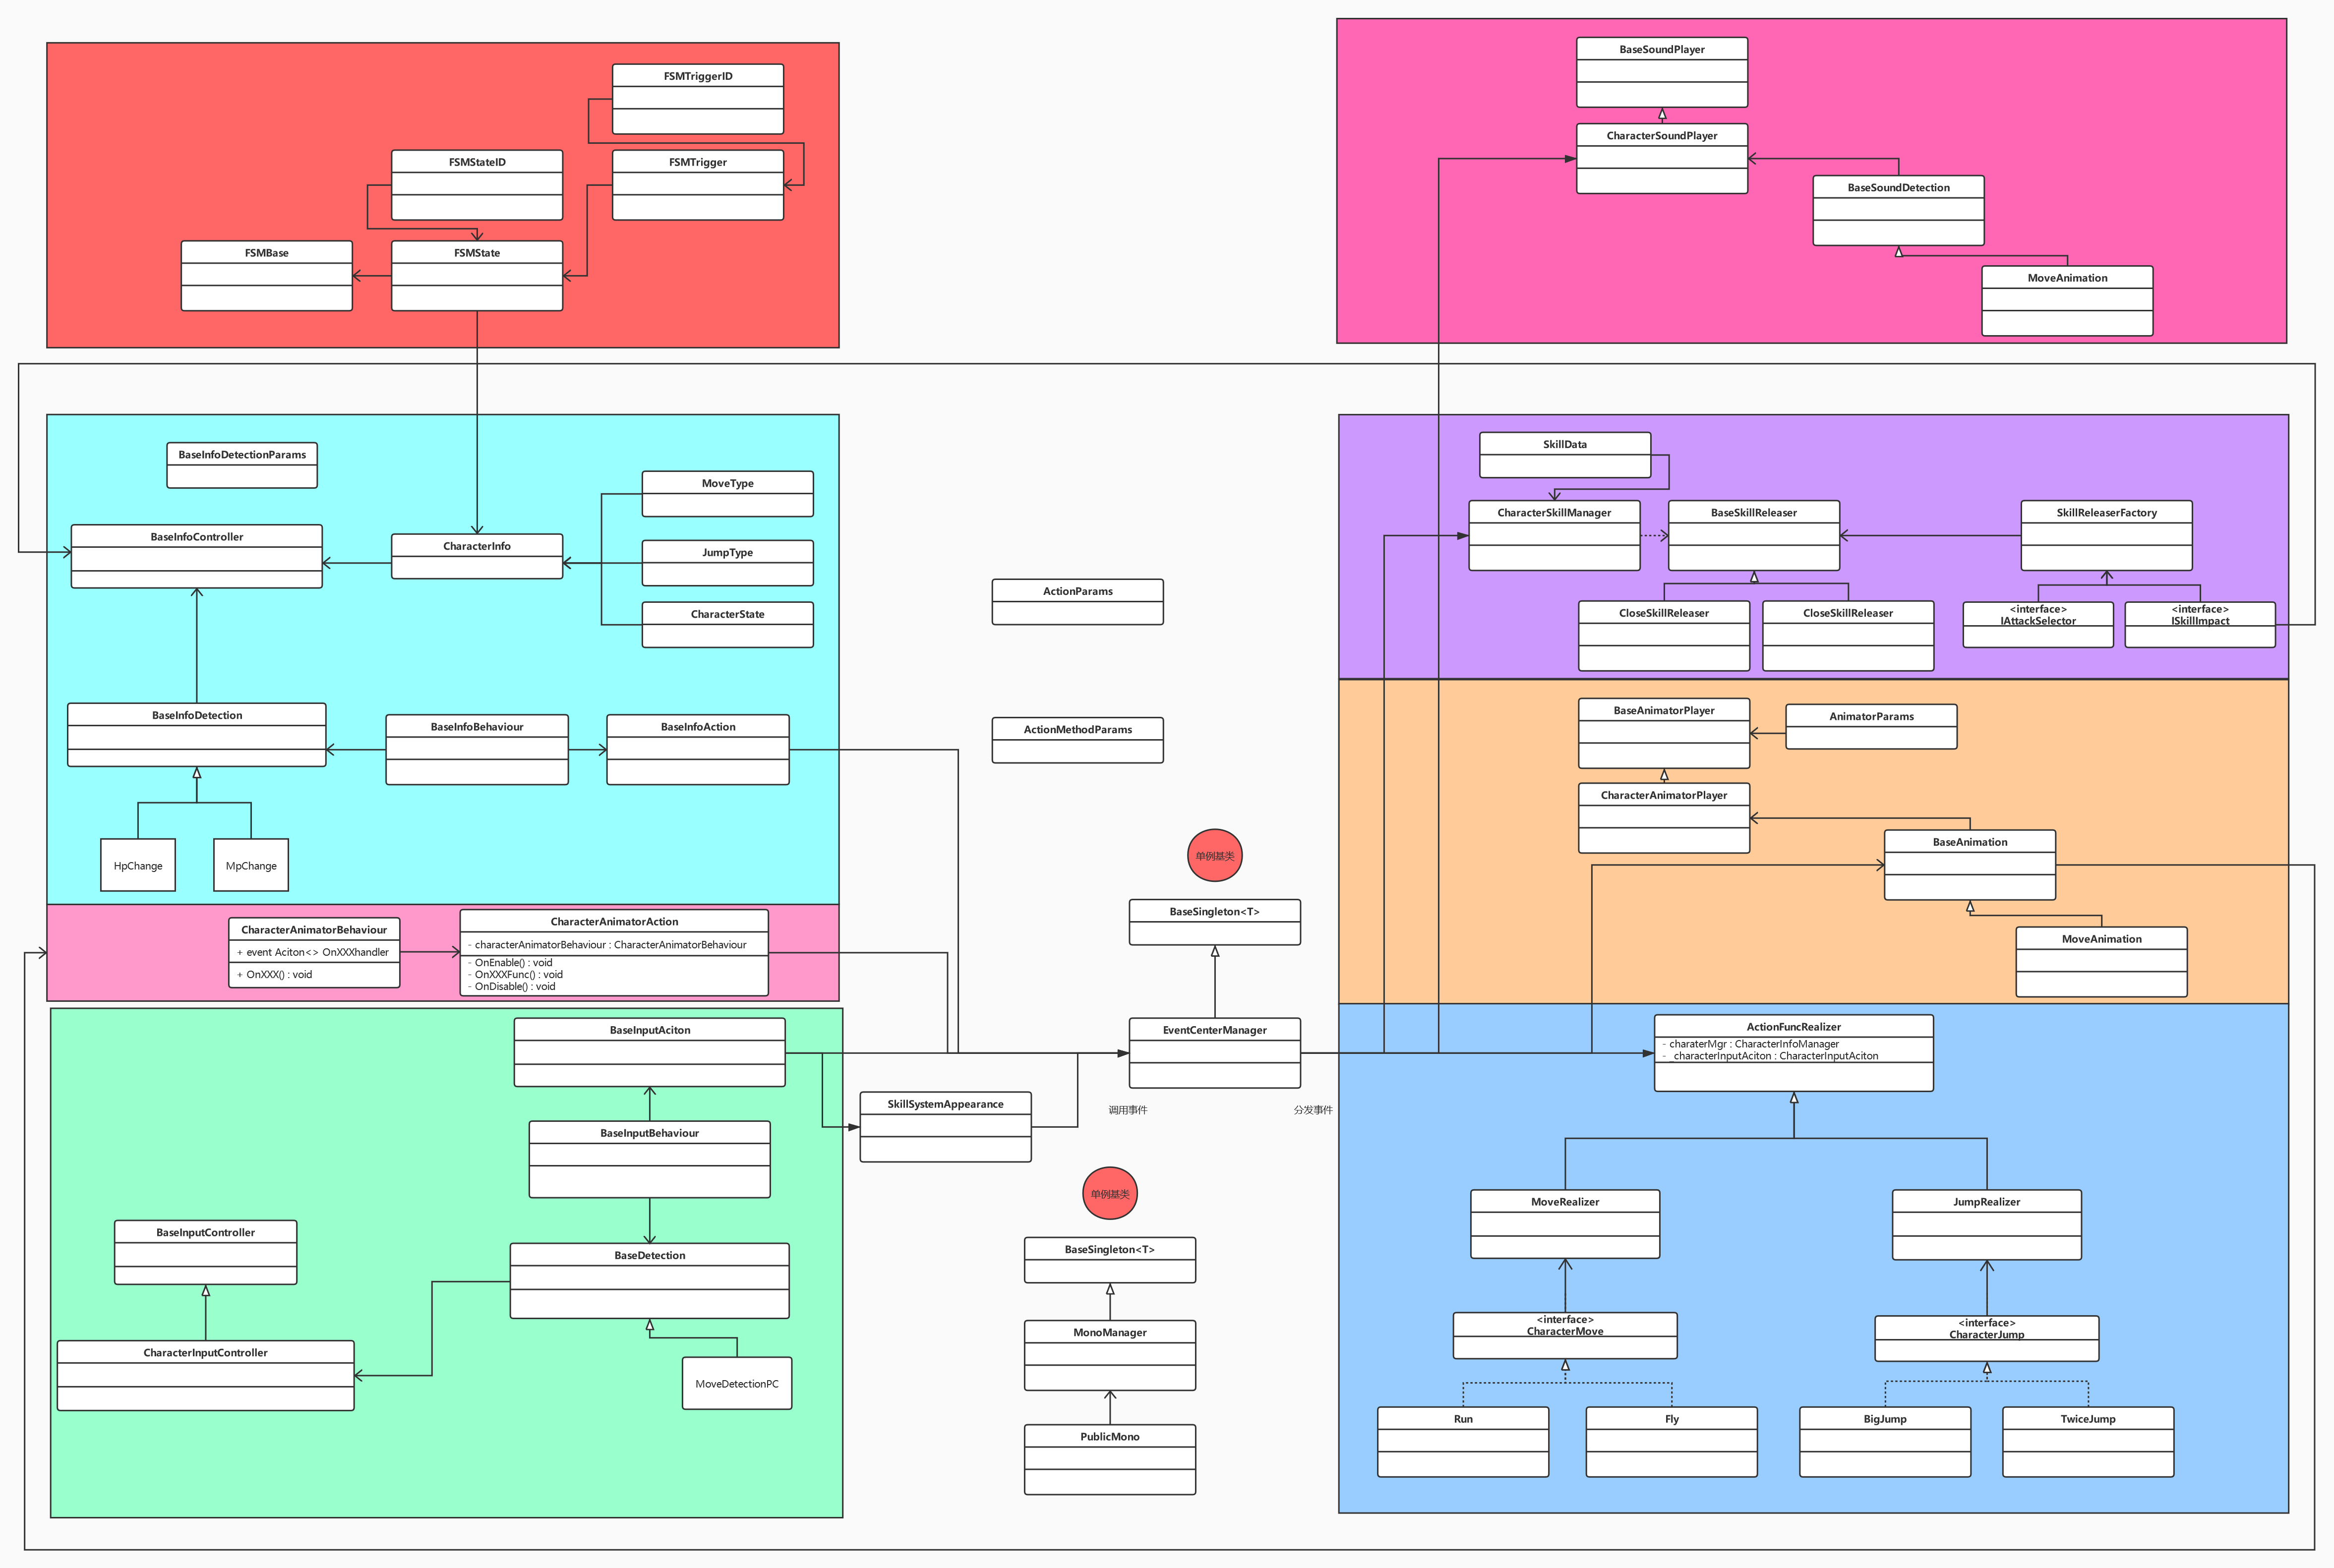 FSMTriggerID
FSMStateID
FSMTrigger
FSMBase
FSMState
BaseSoundPlayer
CharacterSoundPlayer
BaseSoundDetection
MoveAnimation
BaseInfoDetectionParams
MoveType
BaseInfoController
CharacterInfo
JumpType
CharacterState
BaseInfoDetection
BaseInfoBehaviour
BaseInfoAction
HpChange
MpChange
CharacterAnimatorBehaviour
+ event Aciton<> OnXXXhandler
+ OnXXX() : void
CharacterAnimatorAction
- characterAnimatorBehaviour : CharacterAnimatorBehaviour
- OnEnable() : void
- OnXXXFunc() : void
- OnDisable() : void
BaseInputAciton
BaseInputBehaviour
BaseInputController
BaseDetection
CharacterInputController
MoveDetectionPC
ActionParams
ActionMethodParams
单例基类
BaseSingleton<T>
EventCenterManager
SkillSystemAppearance
调用事件
分发事件
单例基类
BaseSingleton<T>
MonoManager
PublicMono
SkillData
CharacterSkillManager
BaseSkillReleaser
SkillReleaserFactory
CloseSkillReleaser
CloseSkillReleaser
<interface>
IAttackSelector
<interface>
ISkillImpact
BaseAnimatorPlayer
AnimatorParams
CharacterAnimatorPlayer
BaseAnimation
MoveAnimation
ActionFuncRealizer
- charaterMgr : CharacterInfoManager
- _characterInputAciton : CharacterInputAciton
MoveRealizer
JumpRealizer
<interface>
CharacterMove
<interface>
CharacterJump
Run
Fly
BigJump
TwiceJump